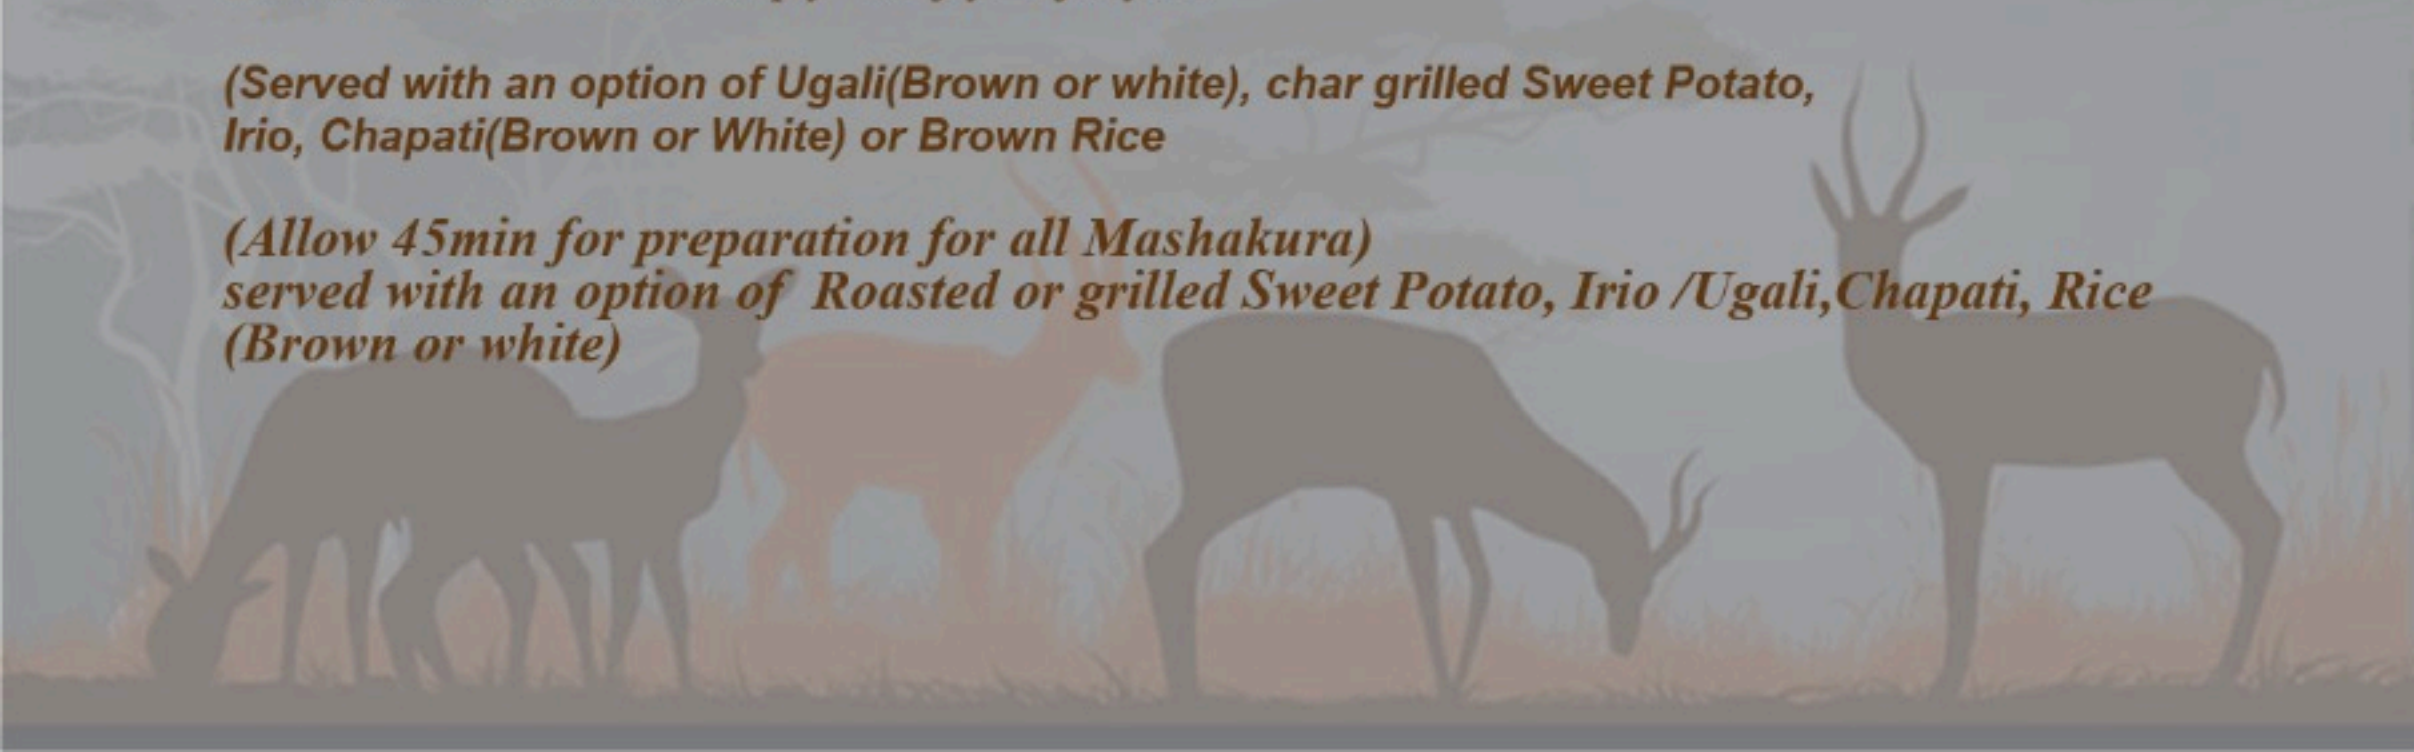 (Served with an option of Ugali(Brown or white), char grilled Sweet Potato,
Irio, Chapati(Brown or White) or Brown Rice
(Allow 45min for preparation for all Mashakura)
served with an option of  Roasted or grilled Sweet Potato, Irio /Ugali,Chapati, Rice
(Brown or white)